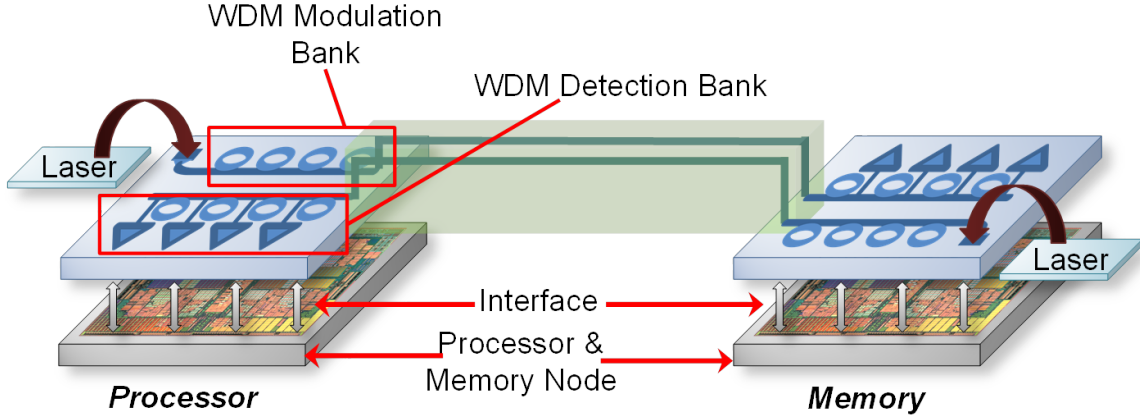 WDM Modulation
Bank
WDM Detection Bank
Laser
Laser
Interface
Processor &
Memory Node
Processor
Memory